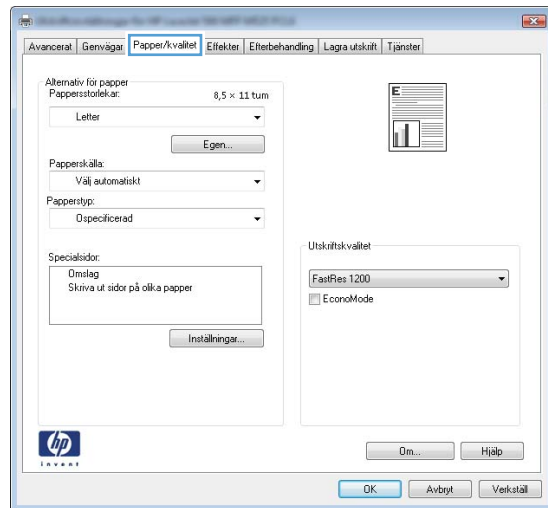 Avancerat Genvägar Papper/kvalitet Effekter Efterbehandling Lagra utskrift Tjänster
Alternativ för papper
Pappersstorlekar: 8,5 × 11 tum
Letter
Egen...
Papperskälla:
Välj automatiskt
Papperstyp:
Ospecificerad
Specialsidor:
Omslag
Skriva ut sidor på olika papper
Inställningar...
E
Utskriftskvalitet
FastRes 1200
EconoMode
hp
invent
Om... Hjälp
OK Avbryt Verkställ